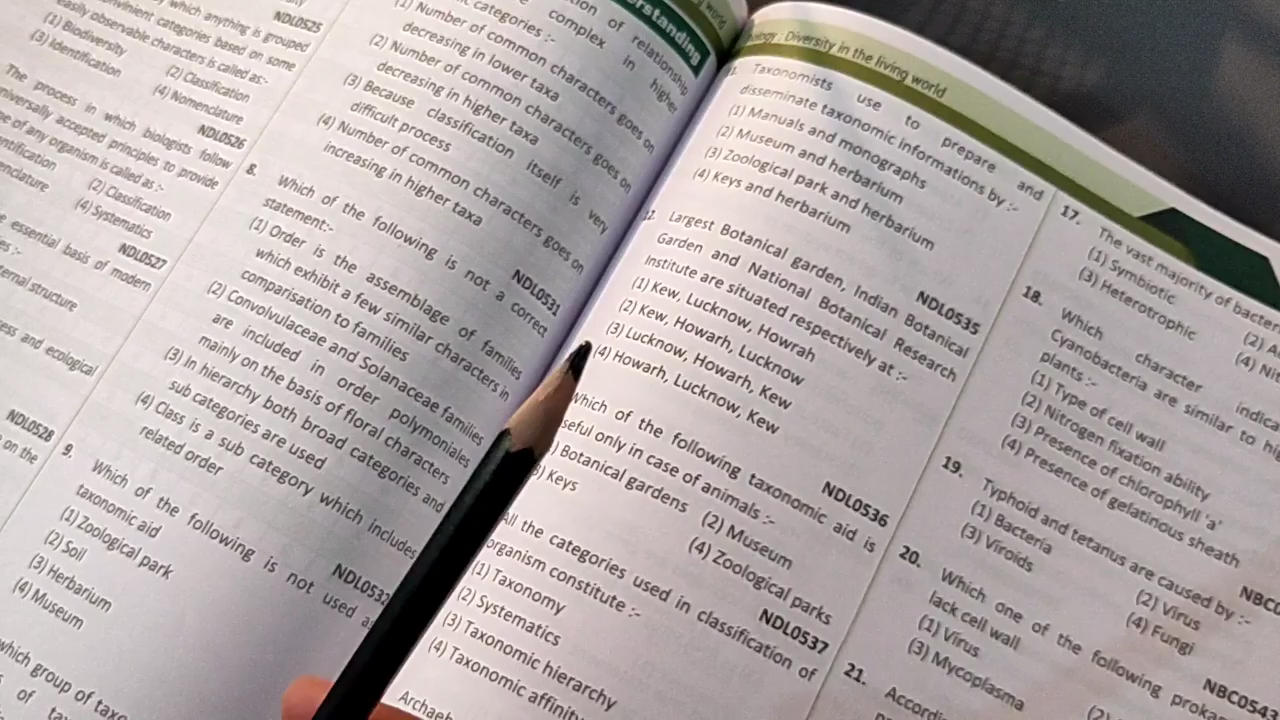 by which anything is grouped
convenient categories based on some
easily observable characters is called as:-
(1) Biodiversity (2) Classification
(3) Identification (4) Nomenclature
NDL0525
The process in which biologists follow
universally accepted principles to provide
of any organism is called as :-
(2) Classification
(4) Systematics
NDL0526
essential basis of modern
structure
and ecological
NDL0527
NDL0528
on the
of relationship
complex in higher
categories :-
(1) Number of common characters goes on
decreasing in lower taxa
(2) Number of common characters goes on
decreasing in higher taxa
(3) Because classification itself is very
difficult process
(4) Number of common characters goes on
increasing in higher taxa
NDL0531
8. Which of the following is not a correct
statement:-
(1) Order is the assemblage of families
which exhibit a few similar characters in
comparisation to families
(2) Convolvulaceae and Solanaceae families
are included in order polymoniales
mainly on the basis of floral characters
(3) In hierarchy both broad categories and
sub categories are used
(4) Class is a sub category which includes
related order
NDL0532
9. Which of the following is not used as
taxonomic aid
(1) Zoological park
(2) Soil
(3) Herbarium
(4) Museum
which group of taxa
of
: Diversity in the living world
Taxonomists use to prepare and
disseminate taxonomic informations by :-
(1) Manuals and monographs
(2) Museum and herbarium
(3) Zoological park and herbarium
(4) Keys and herbarium
NDL0535
Largest Botanical garden, Indian Botanical
Garden and National Botanical Research
Institute are situated respectively at :-
(1) Kew, Lucknow, Howrah
(2) Kew, Howarh, Lucknow
(3) Lucknow, Howarh, Kew
(4) Howarh, Lucknow, Kew
NDL0536
Which of the following taxonomic aid is
seful only in case of animals :-
) Botanical gardens (2) Museum
3) Keys (4) Zoological parks
NDL0537
All the categories used in classification of
organism constitute :-
(1) Taxonomy
(2) Systematics
(3) Taxonomic hierarchy
(4) Taxonomic affinity
17. The vast majority of
(1) Symbiotic
(3) Heterotrophic
18. Which character
Cyanobacteria are similar to
plants :-
(1) Type of cell wall
(2) Nitrogen fixation ability
(3) Presence of chlorophyll 'a'
(4) Presence of gelatinous sheath
19. Typhoid and tetanus are caused by :-
(1) Bacteria (2) Virus
(3) Viroids (4) Fungi
20. Which one of the following
lack cell wall
(1) Virus
(3) Mycoplasma
21.